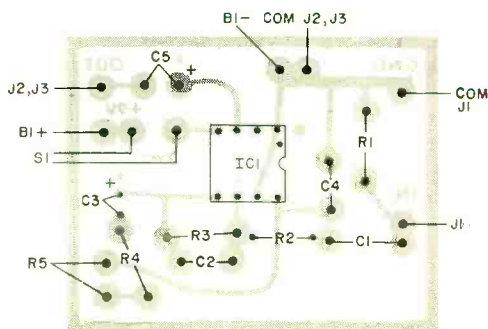 B1- COM J2, J3
C5 +
J2, J3
COM
J1
B1+
R1
S1
IC1
+
C4
C3
J1
R3 R2 C1
R4
R5 C2